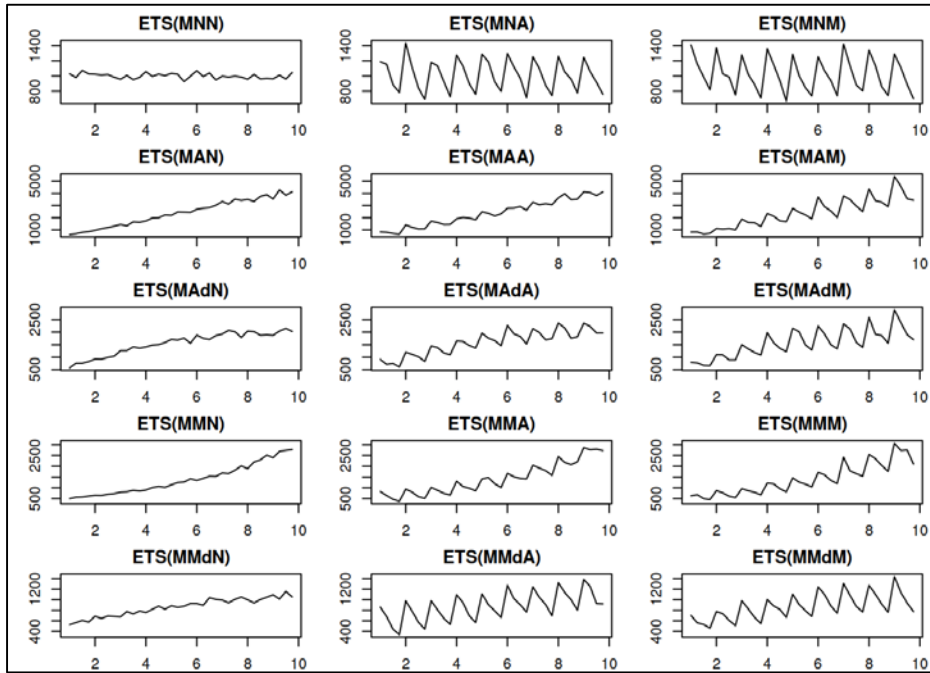 ETS(MNN) ETS(MNA) ETS(MNM)
1400 1400 1400
800 800 800
2 4 6 8 10 2 4 6 8 10 2 4 6 8 10
ETS(MAN) ETS(MAA) ETS(MAM)
5000 5000 5000
1000 1000 1000
2 4 6 8 10 2 4 6 8 10 2 4 6 8 10
ETS(MAdN) ETS(MAdA) ETS(MAdM)
2500 2500 2500
500 500 500
2 4 6 8 10 2 4 6 8 10 2 4 6 8 10
ETS(MMN) ETS(MMA) ETS(MMM)
2500 2500 2500
500 500 500
2 4 6 8 10 2 4 6 8 10 2 4 6 8 10
ETS(MMdN) ETS(MMdA) ETS(MMdM)
1200 1200 1200
400 400 400
2 4 6 8 10 2 4 6 8 10 2 4 6 8 10